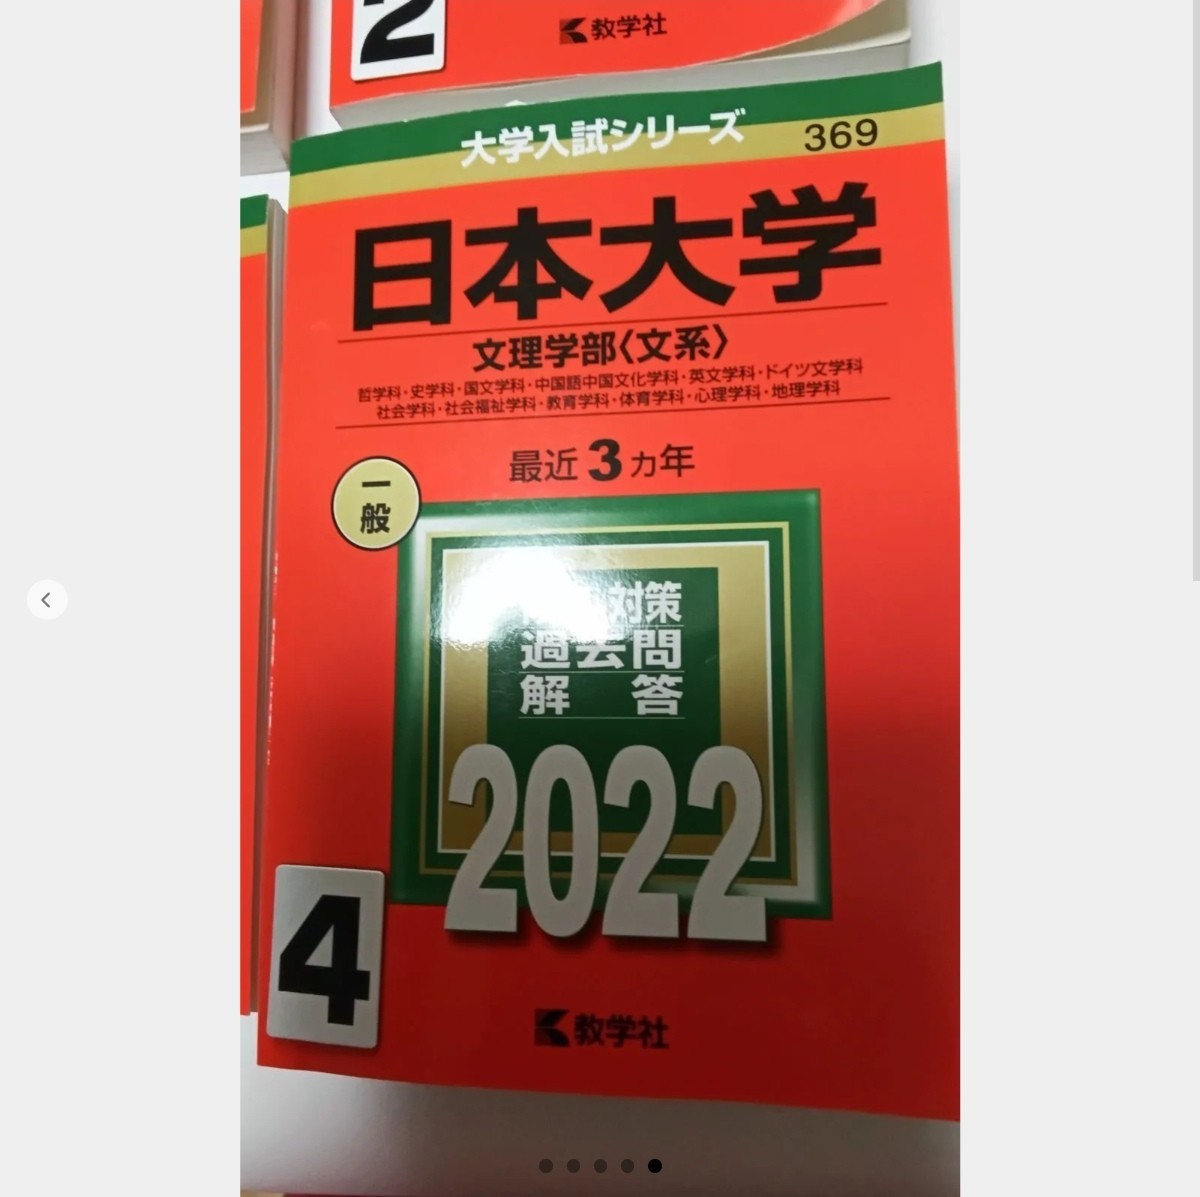 2
教学社
大学入試シリーズ
369
日本大学
文理学部〈文系〉
哲学科・史学科・国文学科・中国語中国文化学科・英文学科・ドイツ文学科
社会学科・社会福祉学科・教育学科・体育学科・心理学科・地理学科
最近3カ年
一般
対策
過去問
解答
2022
4
教学社